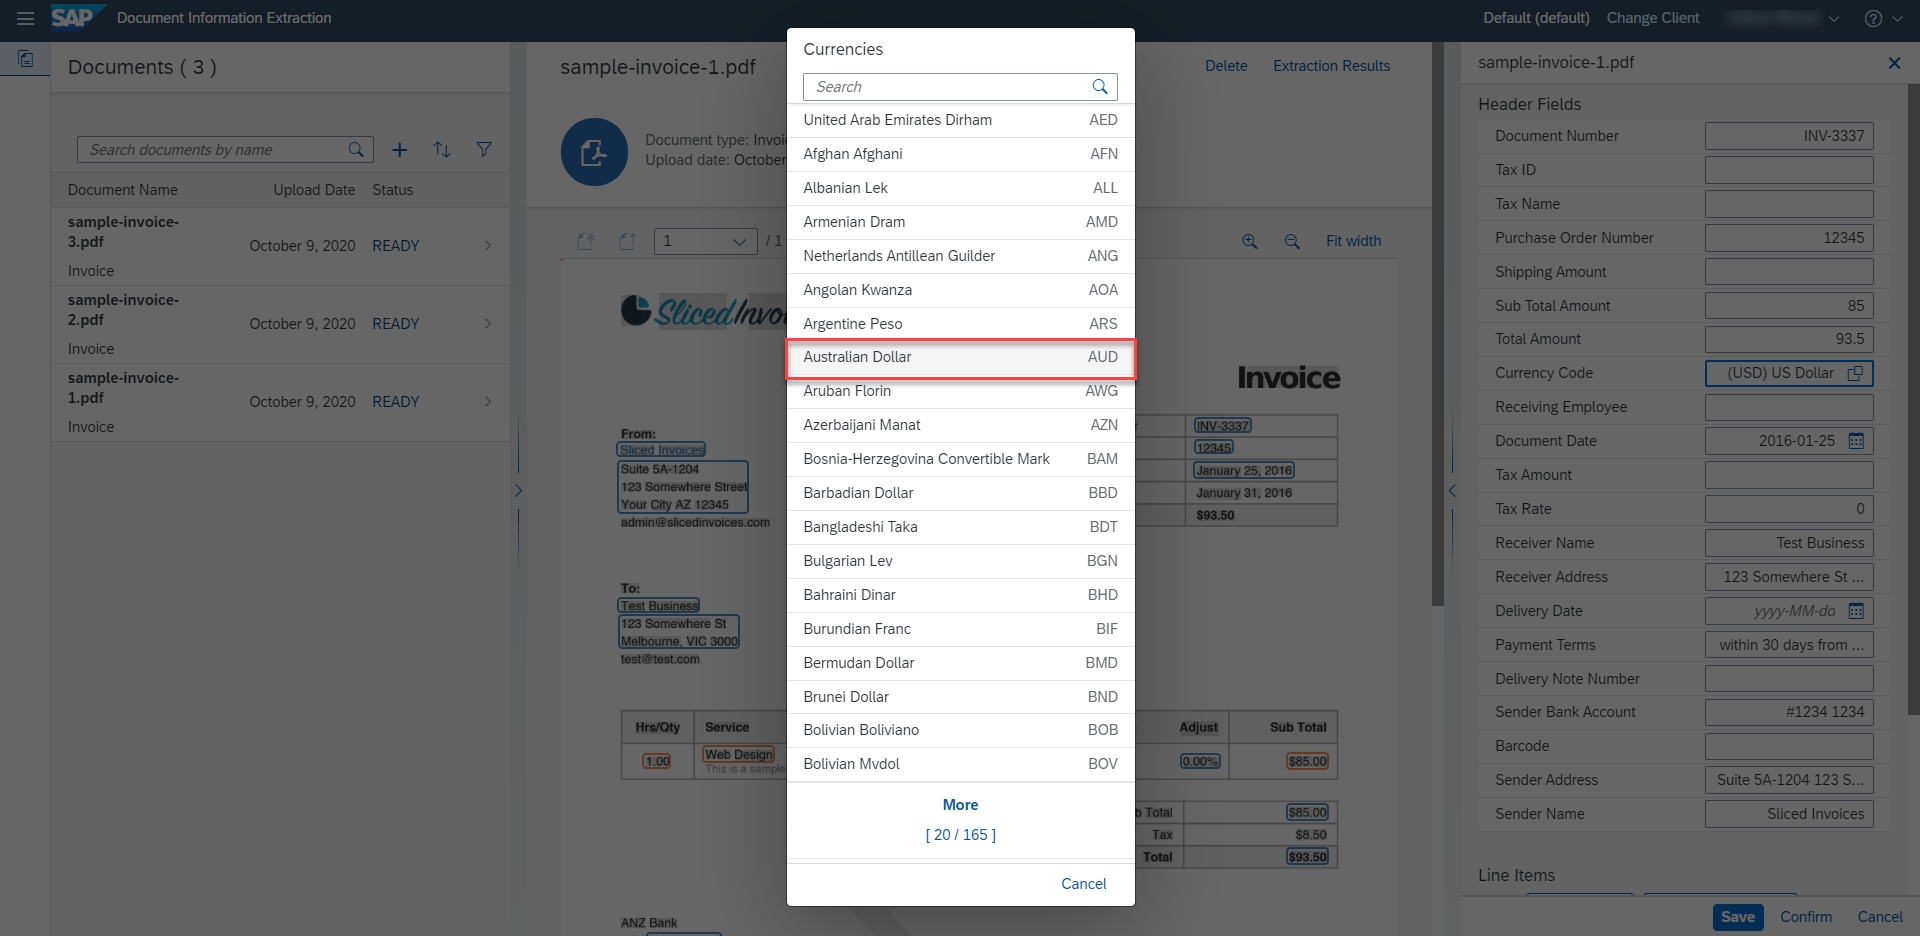 SAP Document Information Extraction
Default (default) Change Client
Documents ( 3 )
Search documents by name
Document Name Upload Date Status
sample-invoice-
3.pdf
October 9, 2020 READY
Invoice
sample-invoice-
2.pdf
October 9, 2020 READY
Invoice
sample-invoice-
1.pdf
October 9, 2020 READY
Invoice
sample-invoice-1.pdf
Delete Extraction Results
Document type:
Upload date: October
1 / 1
Fit width
Sliced
Invoice
From:
Sliced Invoices
Suite 5A-1204
123 Somewhere Street
Your City AZ 12345
admin@slicedinvoices.com
INV-3337
12345
January 25, 2016
January 31, 2016
$93.50
To:
Test Business
123 Somewhere St
Melbourne, VIC 3000
test@test.com
Hrs/Qty Service Adjust Sub Total
1.00 Web Design 0.00% $85.00
This is a sample
Total $85.00
Tax $8.50
Total $93.50
ANZ Bank
Currencies
Search
United Arab Emirates Dirham AED
Afghan Afghani AFN
Albanian Lek ALL
Armenian Dram AMD
Netherlands Antillean Guilder ANG
Angolan Kwanza AOA
Argentine Peso ARS
Australian Dollar AUD
Aruban Florin AWG
Azerbaijani Manat AZN
Bosnia-Herzegovina Convertible Mark BAM
Barbadian Dollar BBD
Bangladeshi Taka BDT
Bulgarian Lev BGN
Bahraini Dinar BHD
Burundian Franc BIF
Bermudan Dollar BMD
Brunei Dollar BND
Bolivian Boliviano BOB
Bolivian Mvdol BOV
More
[ 20 / 165 ]
Cancel
sample-invoice-1.pdf
Header Fields
Document Number INV-3337
Tax ID
Tax Name
Purchase Order Number 12345
Shipping Amount
Sub Total Amount 85
Total Amount 93.5
Currency Code (USD) US Dollar
Receiving Employee
Document Date 2016-01-25
Tax Amount
Tax Rate 0
Receiver Name Test Business
Receiver Address 123 Somewhere St ...
Delivery Date yyyy-MM-dd
Payment Terms within 30 days from ...
Delivery Note Number
Sender Bank Account #1234 1234
Barcode
Sender Address Suite 5A-1204 123 S...
Sender Name Sliced Invoices
Line Items
Save Confirm Cancel